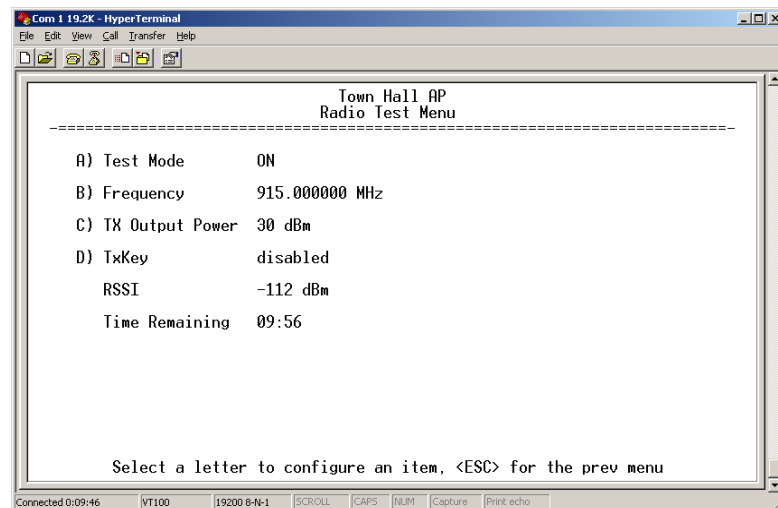 Com 1 19.2K - HyperTerminal
File Edit View Call Transfer Help
Town Hall AP
Radio Test Menu
-==========================================================================-
A) Test Mode ON
B) Frequency 915.000000 MHz
C) TX Output Power 30 dBm
D) TxKey disabled
RSSI -112 dBm
Time Remaining 09:56
Select a letter to configure an item, <ESC> for the prev menu
Connected 0:09:46 VT100 19200 8-N-1 SCROLL CAPS NUM Capture Print echo